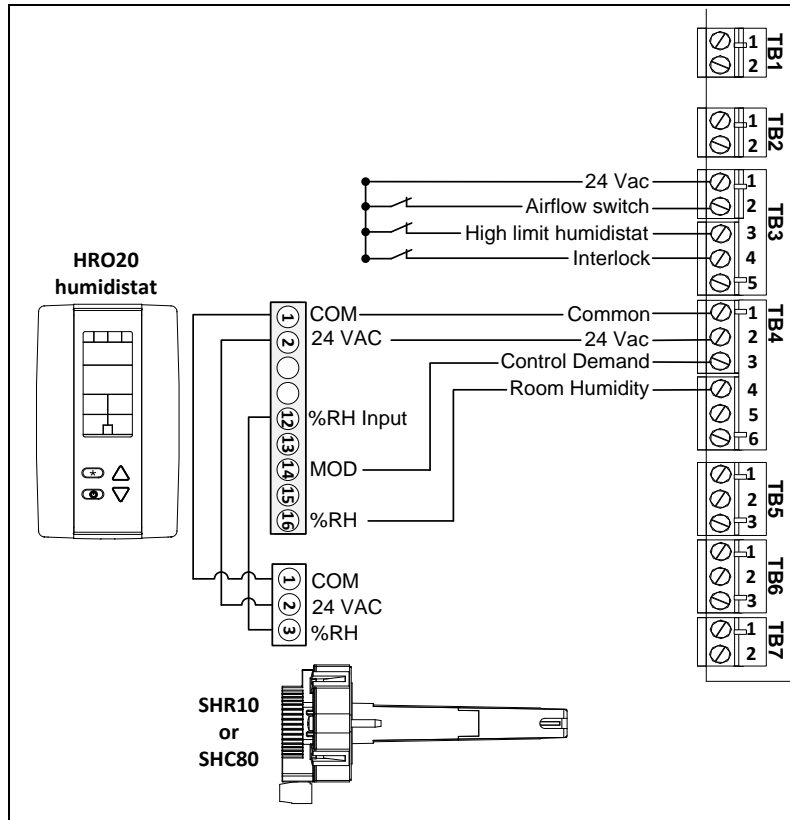 1
2
TB1
1
2
TB2
24 Vac
Airflow switch
High limit humidistat
Interlock
1
2
3
4
5
TB3
HRO20
humidistat
1 COM
2 24 VAC
12 %RH Input
13
14 MOD
15
16 %RH
Common
24 Vac
Control Demand
Room Humidity
1
2
3
4
5
6
TB4
1
2
3
TB5
1
2
3
TB6
1
2
TB7
1 COM
2 24 VAC
3 %RH
SHR10
or
SHC80